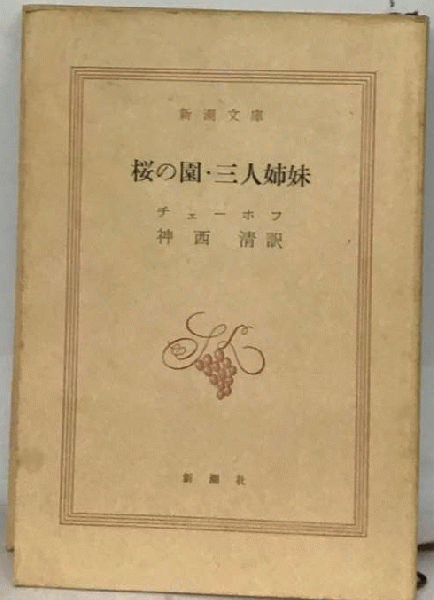 新潮文庫
桜の園・三人姉妹
チェーホフ
神西清訳
新潮社